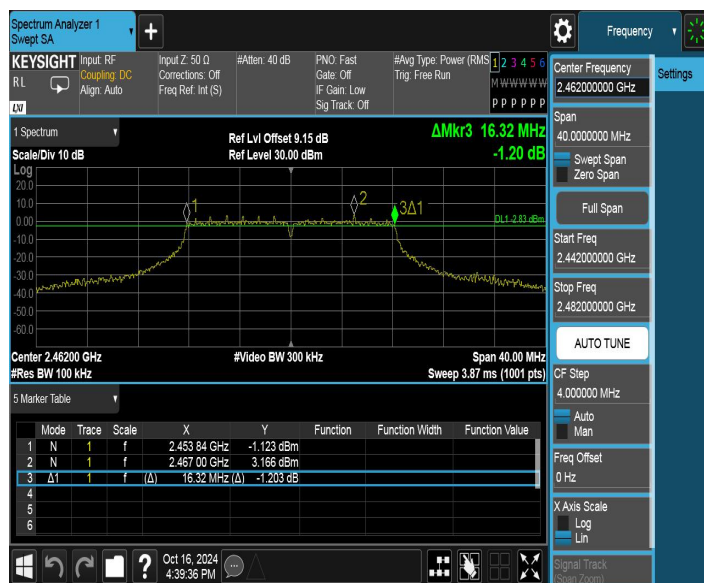 Spectrum Analyzer 1
Swept SA
+
Frequency
KEYSIGHT
RL
LXI
Input: RF
Coupling: DC
Align: Auto
Input Z: 50 Ω
Corrections: Off
Freq Ref: Int (S)
#Atten: 40 dB
PNO: Fast
Gate: Off
IF Gain: Low
Sig Track: Off
#Avg Type: Power (RMS
Trig: Free Run
1 2 3 4 5 6
M W W W W W
P P P P P P
Center Frequency
2.462000000 GHz
Settings
Span
40.0000000 MHz
Swept Span
Zero Span
Full Span
Start Freq
2.442000000 GHz
Stop Freq
2.482000000 GHz
AUTO TUNE
CF Step
4.000000 MHz
Auto
Man
Freq Offset
0 Hz
X Axis Scale
Log
Lin
Signal Track
(Span Zoom)
1 Spectrum
Scale/Div 10 dB
Ref Lvl Offset 9.15 dB
Ref Level 30.00 dBm
ΔMkr3 16.32 MHz
-1.20 dB
Log
20.0
10.0
0.00
-10.0
-20.0
-30.0
-40.0
-50.0
-60.0
1
2
3Δ1
DL1 -2.83 dBm
Center 2.46200 GHz
#Video BW 300 kHz
Span 40.00 MHz
#Res BW 100 kHz
Sweep 3.87 ms (1001 pts)
5 Marker Table
Mode Trace Scale X Y Function Function Width Function Value
1 N 1 f 2.453 84 GHz -1.123 dBm
2 N 1 f 2.467 00 GHz 3.166 dBm
3 Δ1 1 f (Δ) 16.32 MHz (Δ) -1.203 dB
4
5
6
?
Oct 16, 2024
4:39:36 PM